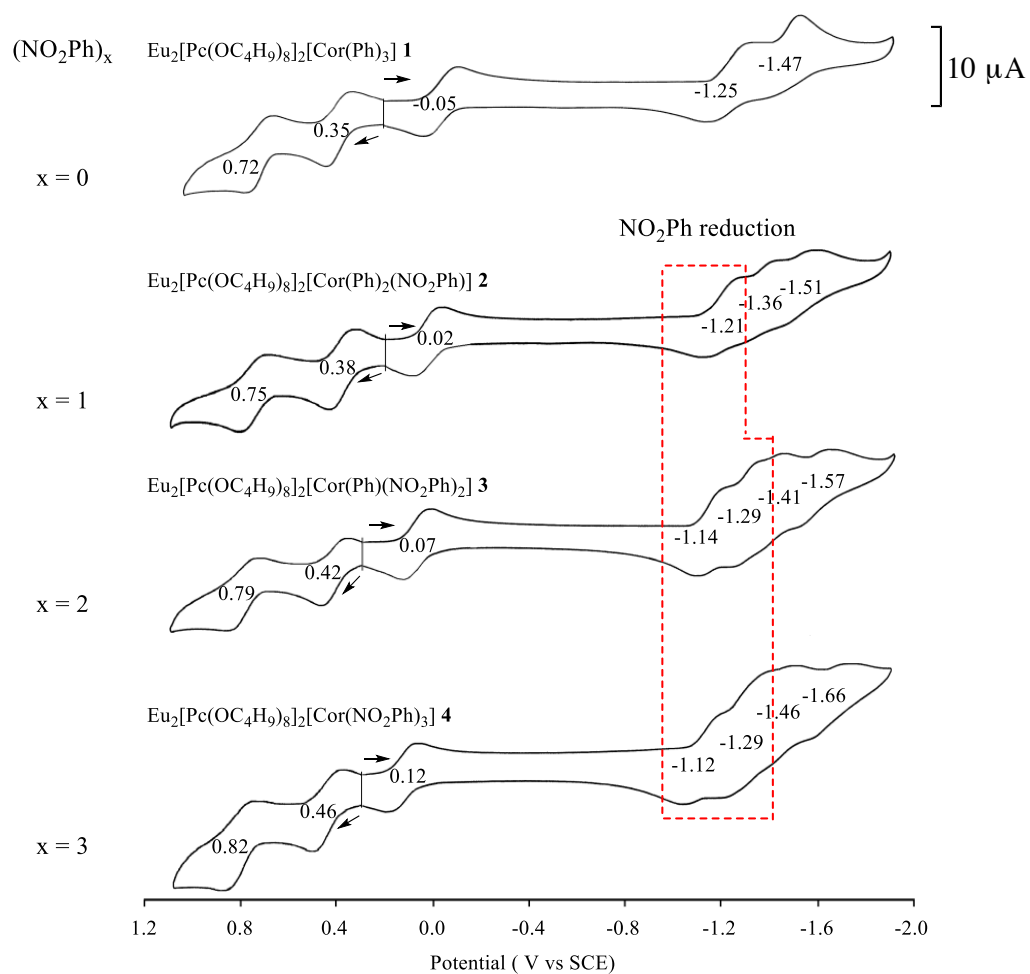 (NO₂Ph)ₓ
Eu₂[Pc(OC₄H₉)₈]₂[Cor(Ph)₃] 1
10 μA
-0.05
-1.25
-1.47
0.35
0.72
x = 0
NO₂Ph reduction
Eu₂[Pc(OC₄H₉)₈]₂[Cor(Ph)₂(NO₂Ph)] 2
0.02
-1.21
-1.36
-1.51
0.38
0.75
x = 1
Eu₂[Pc(OC₄H₉)₈]₂[Cor(Ph)(NO₂Ph)₂] 3
0.07
-1.14
-1.29
-1.41
-1.57
0.42
0.79
x = 2
Eu₂[Pc(OC₄H₉)₈]₂[Cor(NO₂Ph)₃] 4
0.12
-1.12
-1.29
-1.46
-1.66
0.46
0.82
x = 3
1.2 0.8 0.4 0.0 -0.4 -0.8 -1.2 -1.6 -2.0
Potential ( V vs SCE)